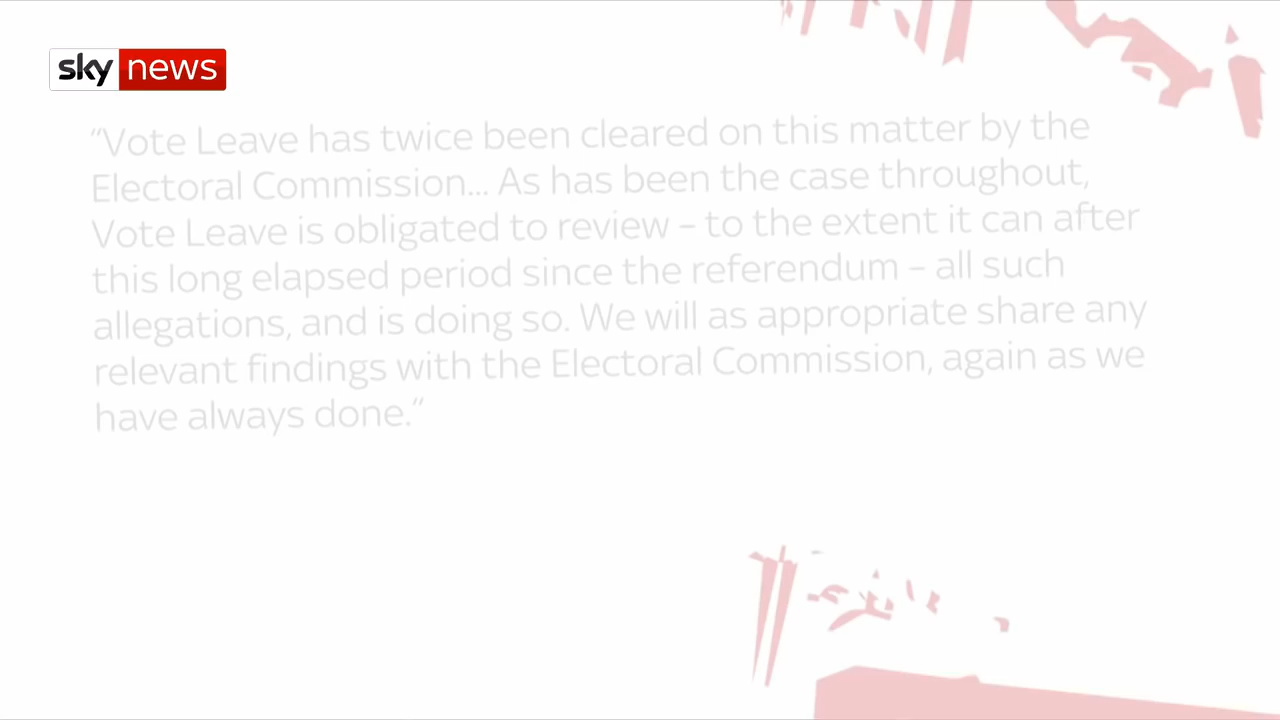 sky news
“Vote Leave has twice been cleared on this matter by the
Electoral Commission... As has been the case throughout,
Vote Leave is obligated to review – to the extent it can after
this long elapsed period since the referendum – all such
allegations, and is doing so. We will as appropriate share any
relevant findings with the Electoral Commission, again as we
have always done.”